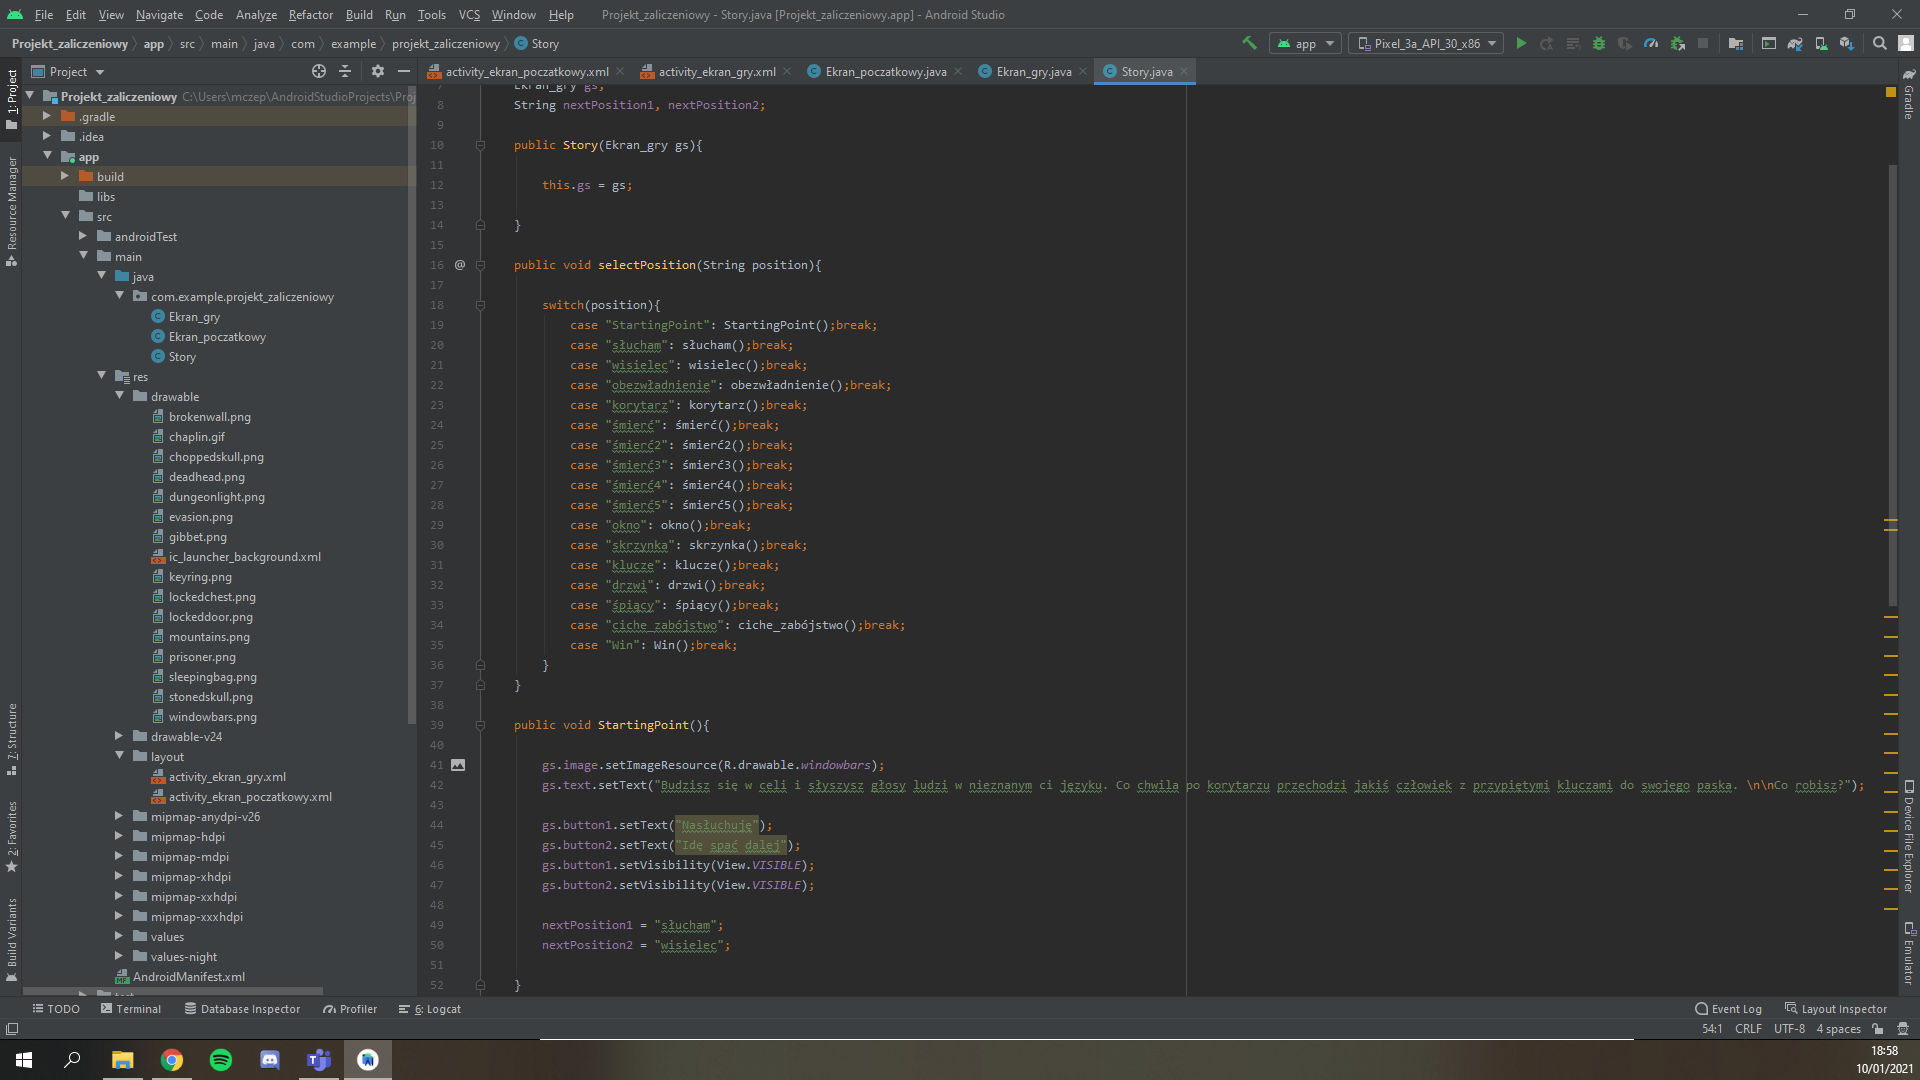 File Edit View Navigate Code Analyze Refactor Build Run Tools VCS Window Help Projekt_zaliczeniowy - Story.java [Projekt_zaliczeniowy.app] - Android Studio
Projekt_zaliczeniowy app src main java com example projekt_zaliczeniowy Story app Pixel_3a_API_30_x86
Project
activity_ekran_poczatkowy.xml activity_ekran_gry.xml Ekran_poczatkowy.java Ekran_gry.java Story.java
1: Project
Resource Manager
7: Structure
2: Favorites
Build Variants
Projekt_zaliczeniowy C:\Users\mczep\AndroidStudioProjects\Proj
.gradle
.idea
app
build
libs
src
androidTest
main
java
com.example.projekt_zaliczeniowy
Ekran_gry
Ekran_poczatkowy
Story
res
drawable
brokenwall.png
chaplin.gif
choppedskull.png
deadhead.png
dungeonlight.png
evasion.png
gibbet.png
ic_launcher_background.xml
keyring.png
lockedchest.png
lockeddoor.png
mountains.png
prisoner.png
sleepingbag.png
stonedskull.png
windowbars.png
drawable-v24
layout
activity_ekran_gry.xml
activity_ekran_poczatkowy.xml
mipmap-anydpi-v26
mipmap-hdpi
mipmap-mdpi
mipmap-xhdpi
mipmap-xxhdpi
mipmap-xxxhdpi
values
values-night
AndroidManifest.xml
7 Ekran_gry gs;
8 String nextPosition1, nextPosition2;
9
10 public Story(Ekran_gry gs){
11
12 this.gs = gs;
13
14 }
15
16 @ public void selectPosition(String position){
17
18 switch(position){
19 case "StartingPoint": StartingPoint();break;
20 case "słucham": słucham();break;
21 case "wisielec": wisielec();break;
22 case "obezwładnienie": obezwładnienie();break;
23 case "korytarz": korytarz();break;
24 case "śmierć": śmierć();break;
25 case "śmierć2": śmierć2();break;
26 case "śmierć3": śmierć3();break;
27 case "śmierć4": śmierć4();break;
28 case "śmierć5": śmierć5();break;
29 case "okno": okno();break;
30 case "skrzynka": skrzynka();break;
31 case "klucze": klucze();break;
32 case "drzwi": drzwi();break;
33 case "śpiący": śpiący();break;
34 case "ciche_zabójstwo": ciche_zabójstwo();break;
35 case "Win": Win();break;
36 }
37 }
38
39 public void StartingPoint(){
40
41 gs.image.setImageResource(R.drawable.windowbars);
42 gs.text.setText("Budzisz się w celi i słyszysz głosy ludzi w nieznanym ci języku. Co chwila po korytarzu przechodzi jakiś człowiek z przypiętymi kluczami do swojego paska. \n\nCo robisz?");
43
44 gs.button1.setText("Nasłuchuję");
45 gs.button2.setText("Idę spać dalej");
46 gs.button1.setVisibility(View.VISIBLE);
47 gs.button2.setVisibility(View.VISIBLE);
48
49 nextPosition1 = "słucham";
50 nextPosition2 = "wisielec";
51
52 }
Gradle
Device File Explorer
Emulator
TODO Terminal Database Inspector Profiler 6: Logcat Event Log Layout Inspector
54:1 CRLF UTF-8 4 spaces
18:58
10/01/2021